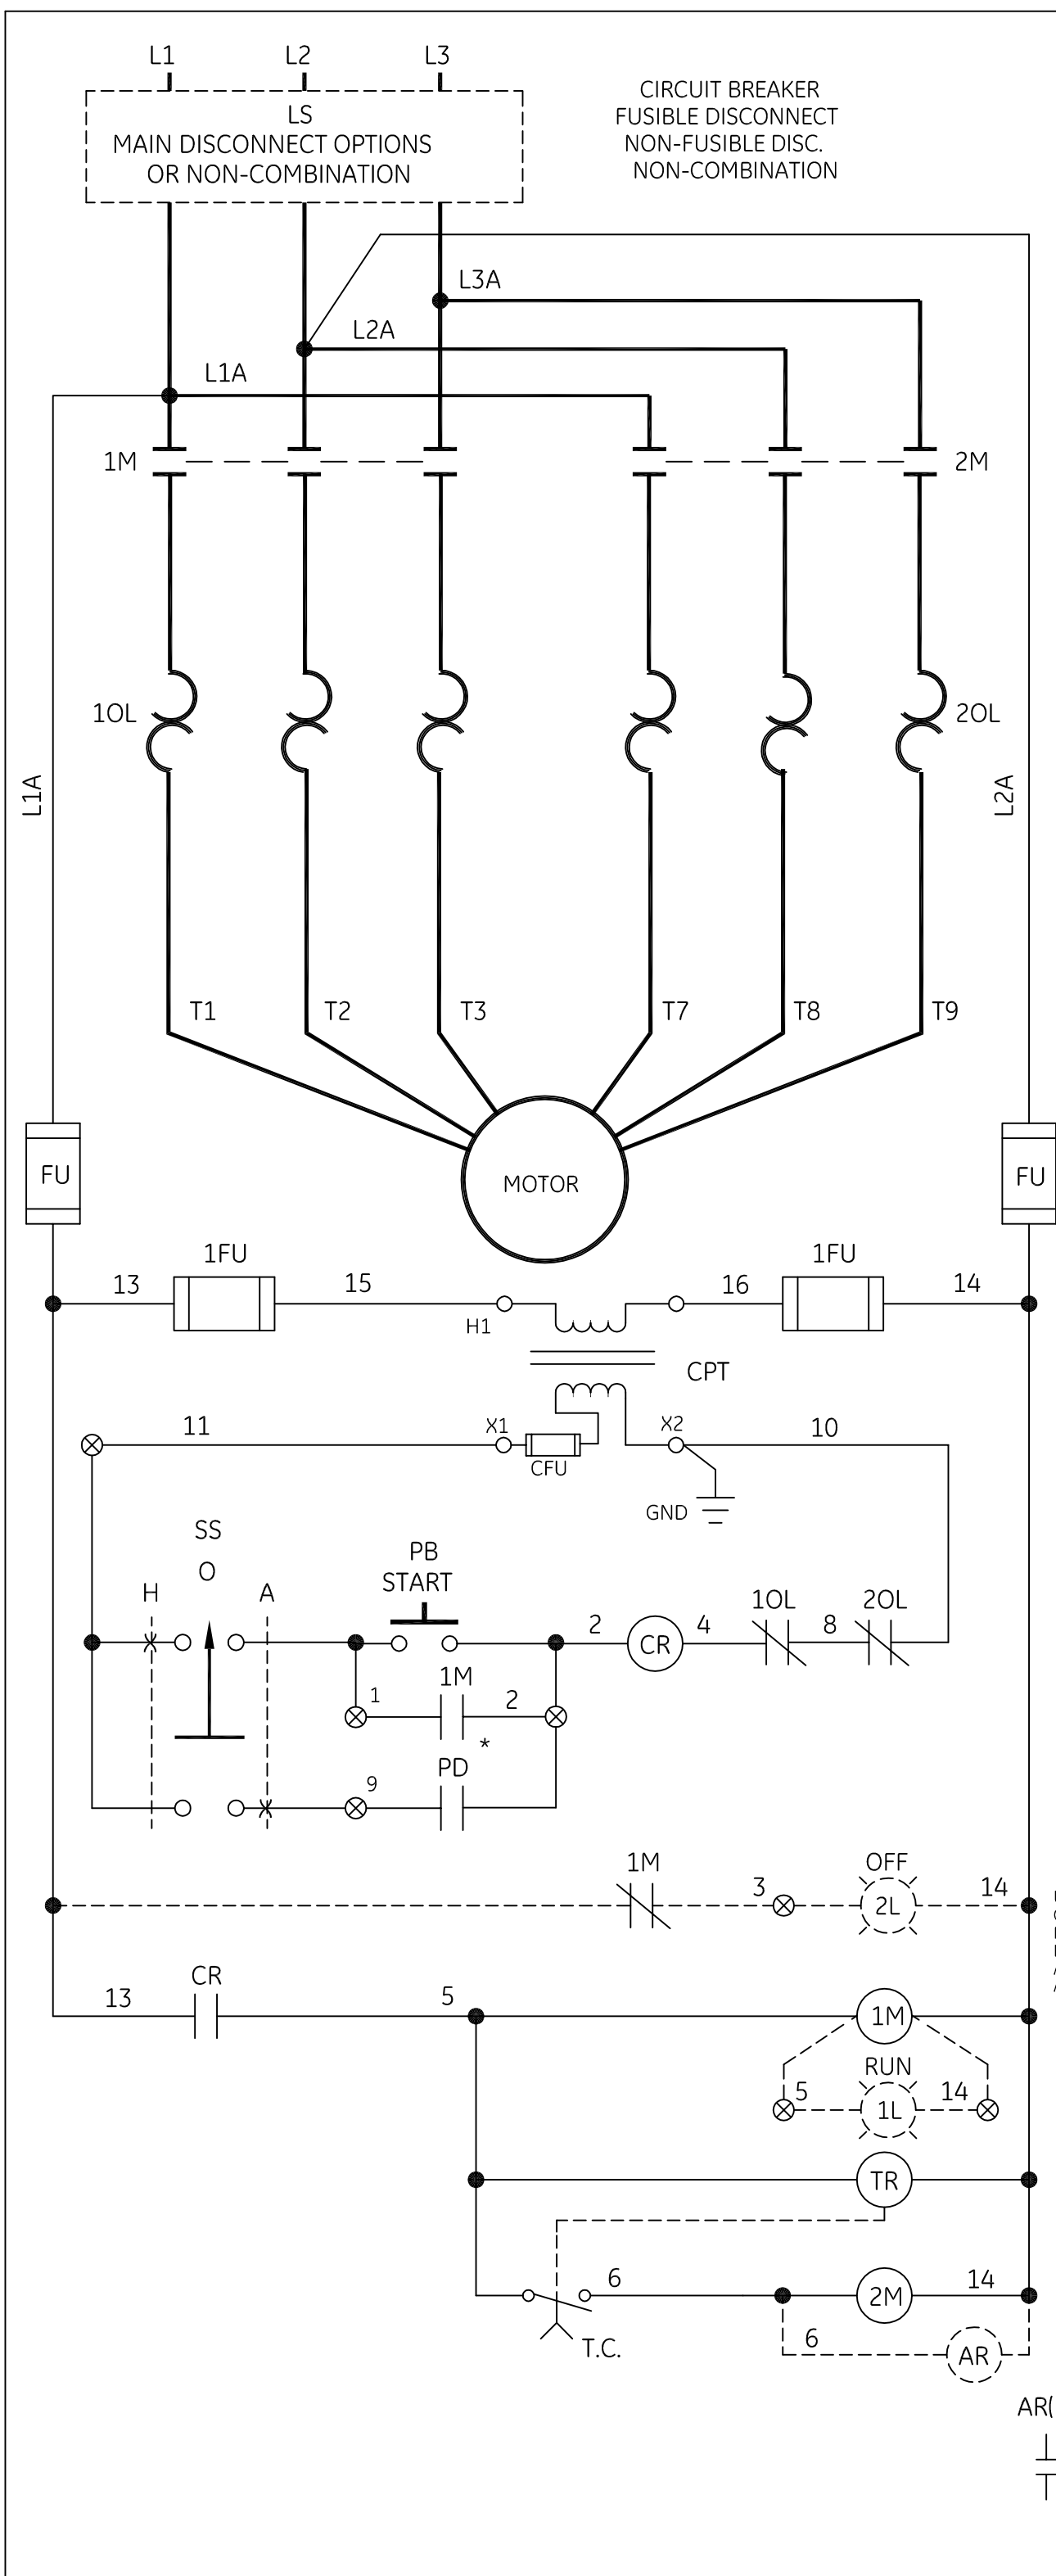 L1 L2 L3
LS
MAIN DISCONNECT OPTIONS
OR NON-COMBINATION
CIRCUIT BREAKER
FUSIBLE DISCONNECT
NON-FUSIBLE DISC.
NON-COMBINATION
L3A
L2A
L1A
1M 2M
1OL 2OL
L1A L2A
T1 T2 T3 T7 T8 T9
FU MOTOR FU
1FU 1FU
13 15 16 14
H1
CPT
11 X1 X2 10
CFU
GND
SS
O
H A
PB
START
2 CR 4 1OL 8 2OL
1 1M 2
*
9 PD
1M 3 OFF 14
2L
13 CR 5 1M
RUN
5 1L 14
TR
6 2M 14
T.C. 6 AR
AR(